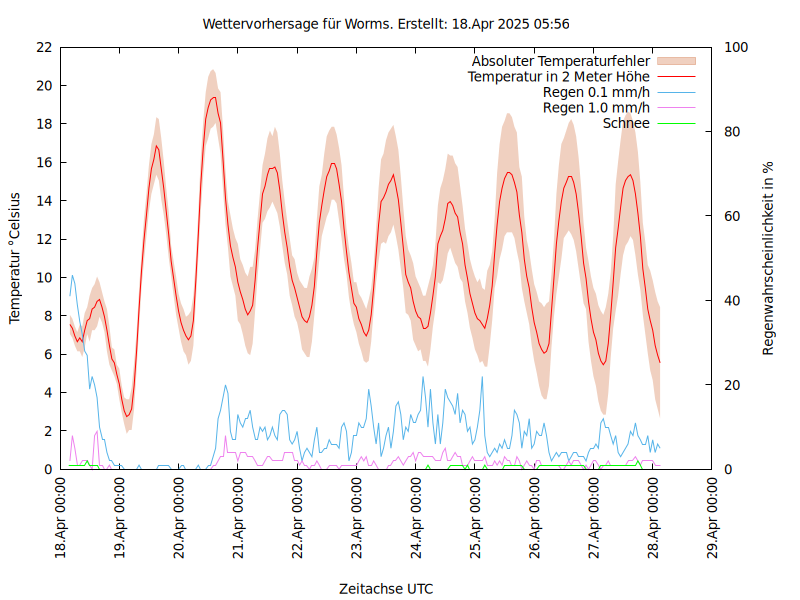 Wettervorhersage für Worms. Erstellt: 18.Apr 2025 05:56
Absoluter Temperaturfehler
Temperatur in 2 Meter Höhe
Regen 0.1 mm/h
Regen 1.0 mm/h
Schnee
Temperatur °Celsius
22
20
18
16
14
12
10
8
6
4
2
0
Regenwahrscheinlichkeit in %
100
80
60
40
20
0
18.Apr 00:00
19.Apr 00:00
20.Apr 00:00
21.Apr 00:00
22.Apr 00:00
23.Apr 00:00
24.Apr 00:00
25.Apr 00:00
26.Apr 00:00
27.Apr 00:00
28.Apr 00:00
29.Apr 00:00
Zeitachse UTC